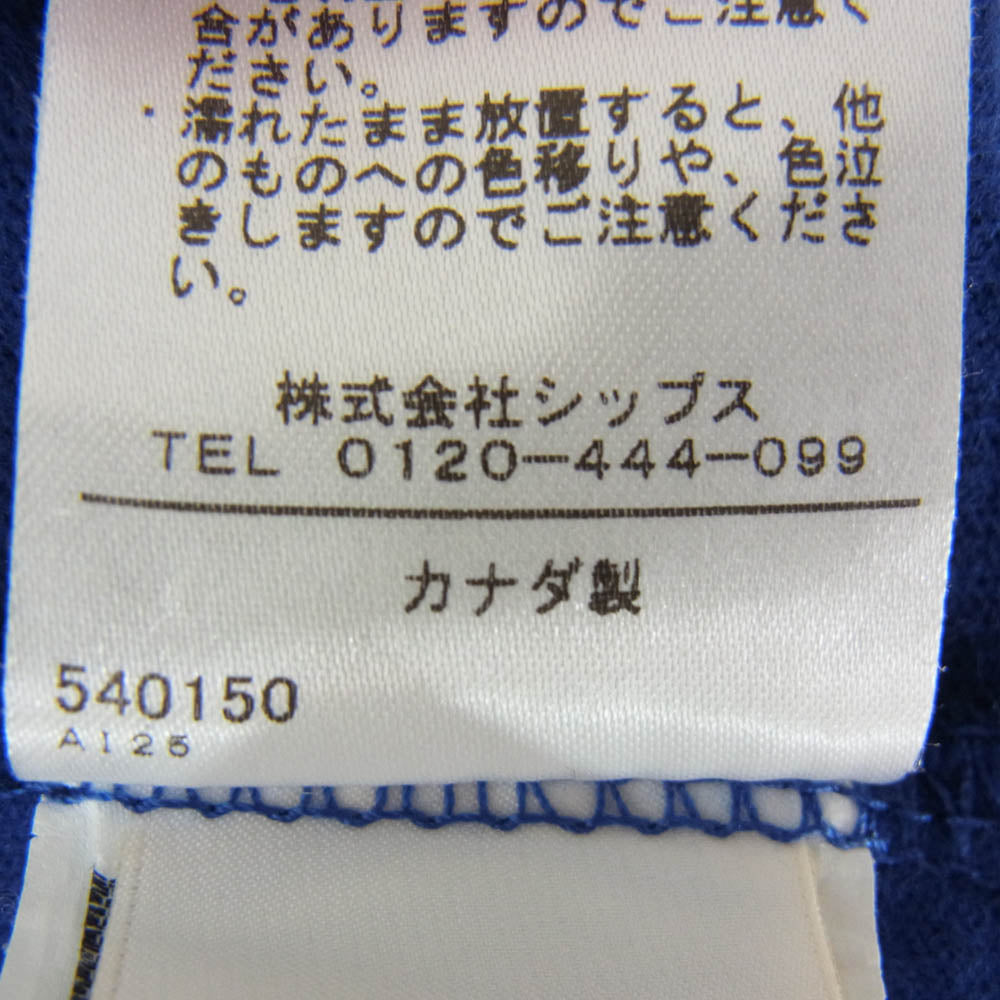 合がありますのでご注意く
ださい。
・濡れたまま放置すると、他
のものへの色移りや、色泣
きしますのでご注意くださ
い。
株式会社シップス
TEL 0120-444-099
カナダ製
540150
AI25